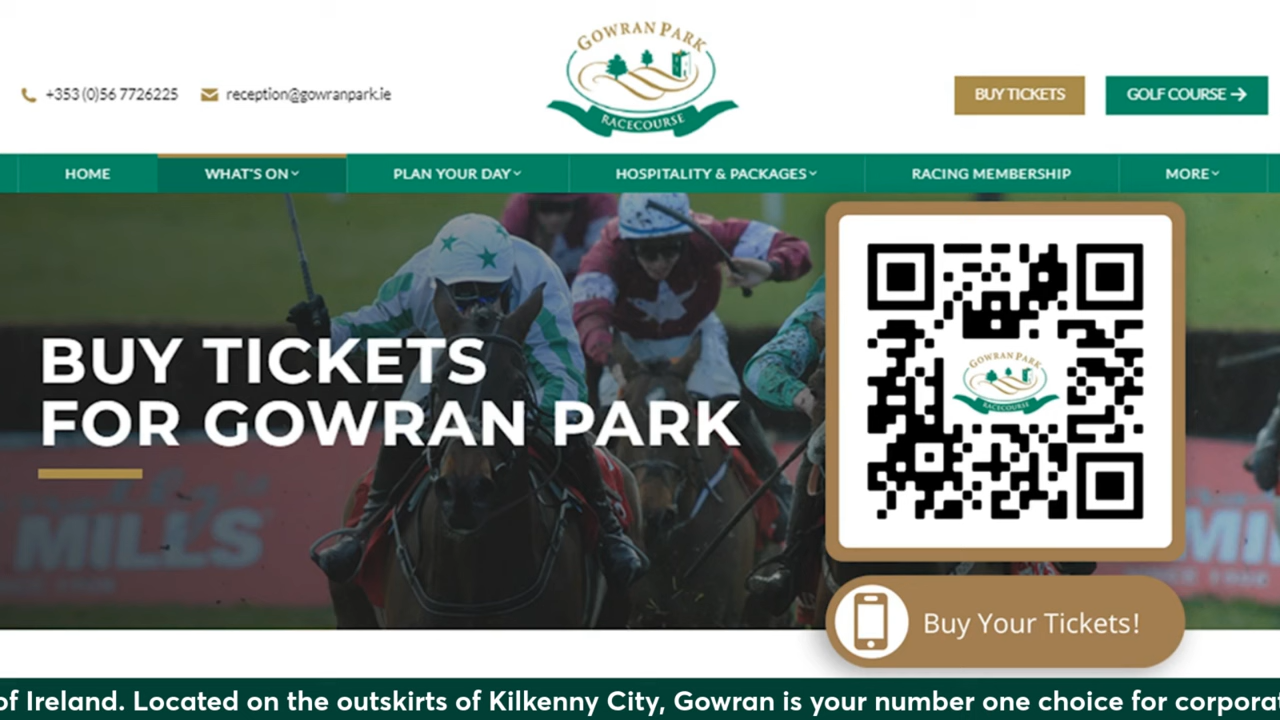 GOWRAN PARK
RACECOURSE
+353 (0)56 7726225
reception@gowranpark.ie
BUY TICKETS
GOLF COURSE →
HOME
WHAT'S ON
PLAN YOUR DAY
HOSPITALITY & PACKAGES
RACING MEMBERSHIP
MORE
BUY TICKETS
FOR GOWRAN PARK
MILLS
GOWRAN PARK
RACECOURSE
Buy Your Tickets!
of Ireland. Located on the outskirts of Kilkenny City, Gowran is your number one choice for corporat